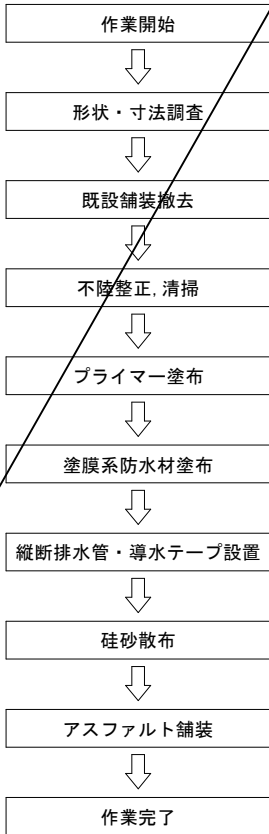 作業開始
形状・寸法調査
既設舗装撤去
不陸整正,清掃
プライマー塗布
塗膜系防水材塗布
縦断排水管・導水テープ設置
硅砂散布
アスファルト舗装
作業完了